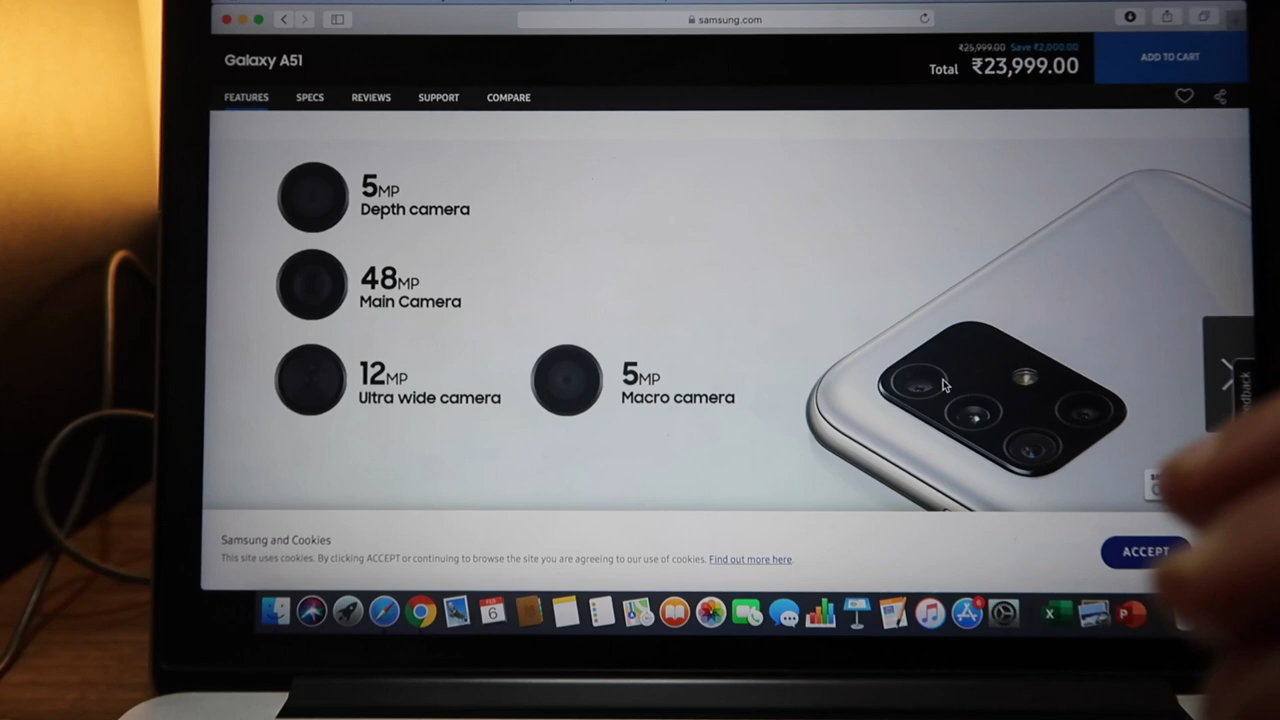 samsung.com
Galaxy A51
₹25,999.00 Save ₹2,000.00
Total ₹23,999.00
ADD TO CART
FEATURES SPECS REVIEWS SUPPORT COMPARE
5MP
Depth camera
48MP
Main Camera
12MP
Ultra wide camera
5MP
Macro camera
Samsung and Cookies
This site uses cookies. By clicking ACCEPT or continuing to browse the site you are agreeing to our use of cookies. Find out more here.
ACCEPT
6